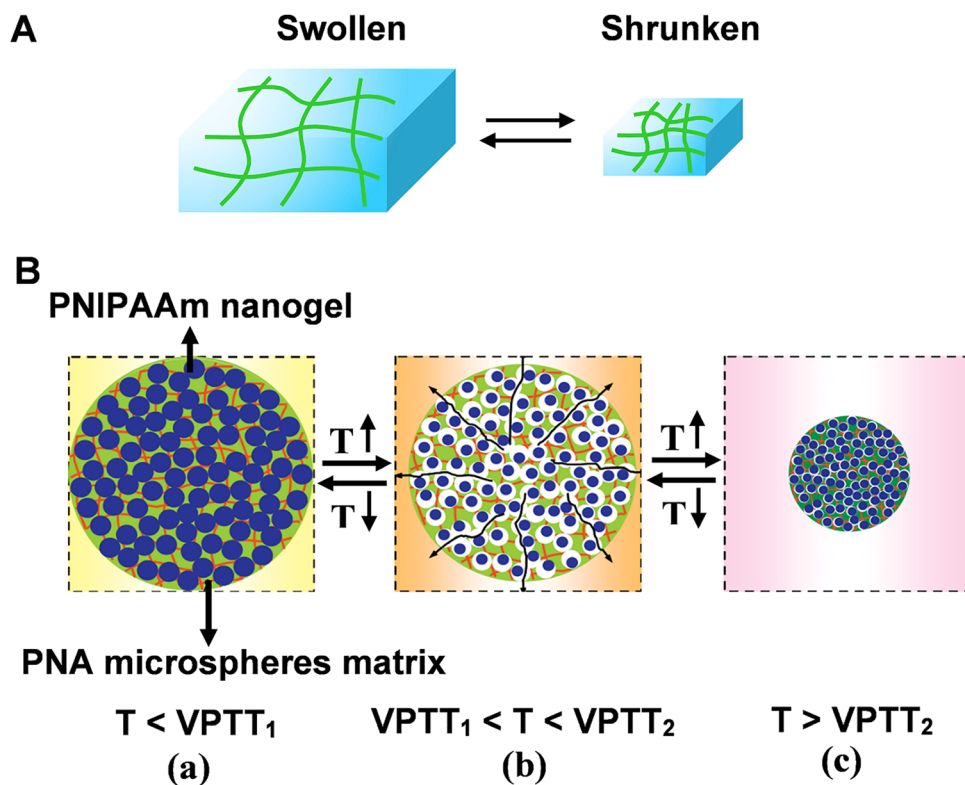 A
Swollen
Shrunken
B
PNIPAAm nanogel
T
T
T
T
PNA microspheres matrix
T < VPTT₁
VPTT₁ < T < VPTT₂
T > VPTT₂
(a)
(b)
(c)